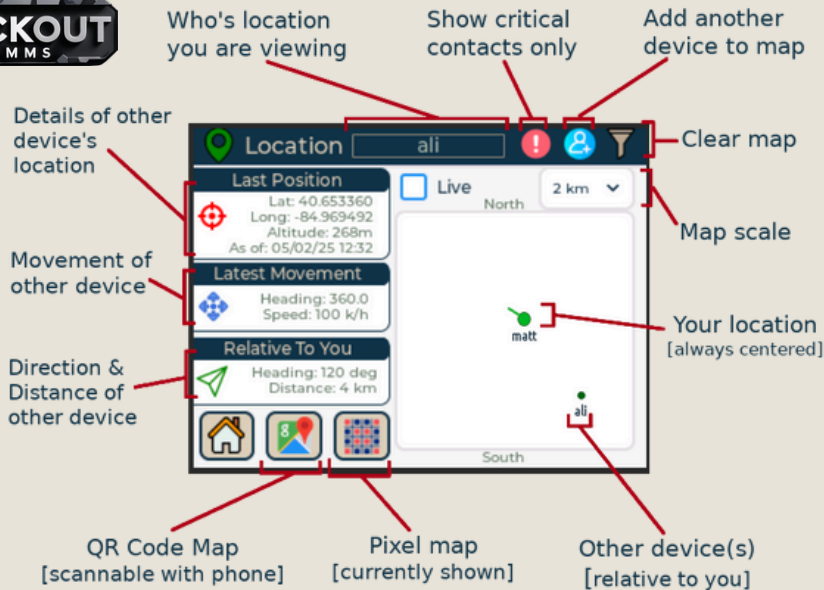 CKOUT
MMS
Who's location
you are viewing
Show critical
contacts only
Add another
device to map
Details of other
device's
location
Location
ali
!
Clear map
Last Position
Lat: 40.653360
Long: -84.969492
Altitude: 268m
As of: 05/02/25 12:32
Live
2 km
North
Map scale
Movement of
other device
Latest Movement
Heading: 360.0
Speed: 100 k/h
matt
Your location
[always centered]
Direction &
Distance of
other device
Relative To You
Heading: 120 deg
Distance: 4 km
ali
8
South
QR Code Map
[scannable with phone]
Pixel map
[currently shown]
Other device(s)
[relative to you]